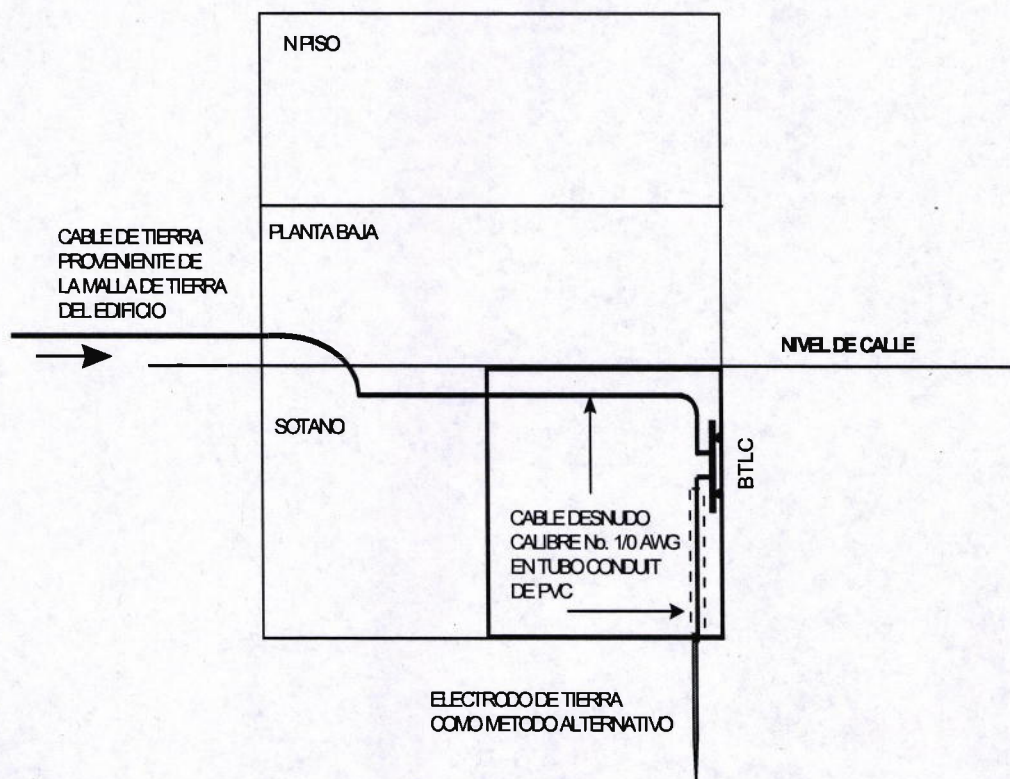 N PISO
PLANTA BAJA
CABLE DE TIERRA
PROVENIENTE DE
LA MALLA DE TIERRA
DEL EDIFICIO
NIVEL DE CALLE
SOTANO
BTLC
CABLE DESNUDO
CALIBRE No. 1/0 AWG
EN TUBO CONDUIT
DE PVC
ELECTRODO DE TIERRA
COMO METODO ALTERNATIVO